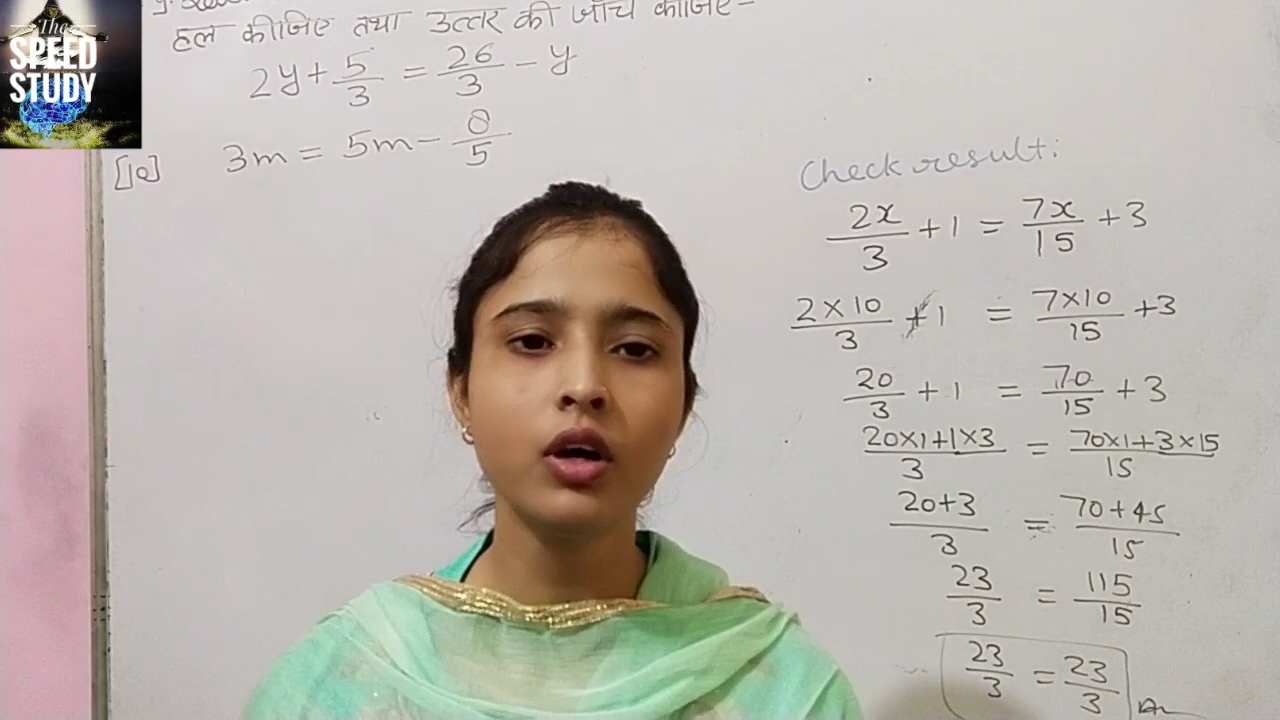 The
SPEED
STUDY
हल कीजिए तथा उत्तर की जाँच कीजिए-
2y + 5/3 = 26/3 - y
[10] 3m = 5m - 8/5
Check result:
2x/3 + 1 = 7x/15 + 3
2×10/3 + 1 = 7×10/15 + 3
20/3 + 1 = 70/15 + 3
20×1+1×3/3 = 70×1+3×15/15
20+3/3 = 70+45/15
23/3 = 115/15
23/3 = 23/3 An